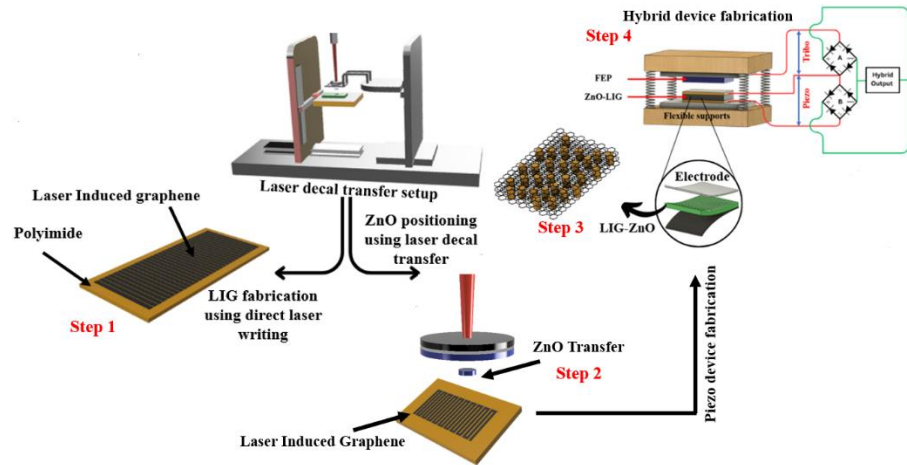 Hybrid device fabrication
Step 4
FEP
ZnO-LIG
Flexible supports
Tribo
Piezo
A
B
Hybrid
Output
Laser decal transfer setup
Laser Induced graphene
Polyimide
Step 1
LIG fabrication
using direct laser
writing
ZnO positioning
using laser decal
transfer
Step 3
Electrode
LIG-ZnO
ZnO Transfer
Step 2
Laser Induced Graphene
Piezo device fabrication